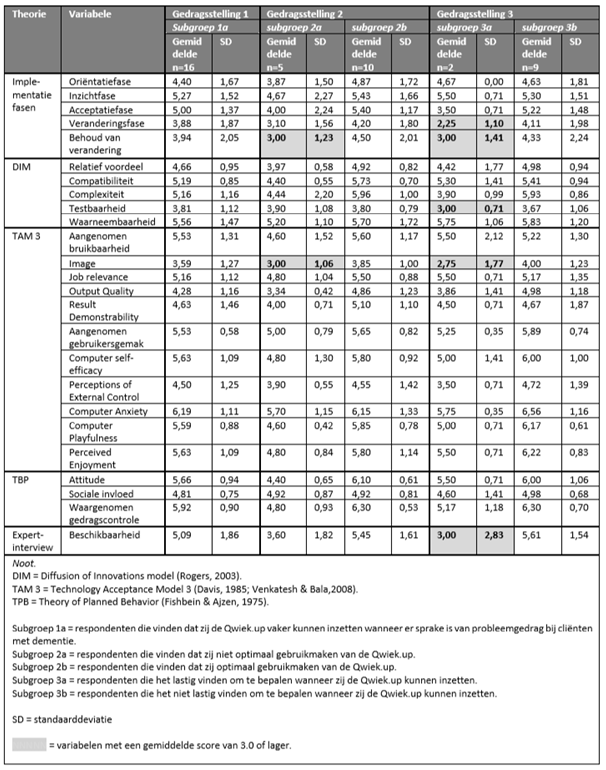 Theorie Variabele Gedragsstelling 1 Gedragsstelling 2 Gedragsstelling 3
Subgroep 1a subgroep 2a subgroep 2b subgroep 3a subgroep 3b
Gemid SD Gemid SD Gemid SD Gemid SD Gemid SD
delde delde delde delde delde
n=16 n=5 n=10 n=2 n=9
Imple- Oriëntatiefase 4,40 1,67 3,87 1,50 4,87 1,72 4,67 0,00 4,63 1,81
mentatie Inzichtfase 5,27 1,52 4,67 2,27 5,43 1,66 5,50 0,71 5,30 1,51
fasen Acceptatiefase 5,00 1,37 4,00 2,24 5,40 1,17 3,50 0,71 5,22 1,48
Veranderingsfase 3,88 1,87 3,10 1,56 4,20 1,80 2,25 1,10 4,11 1,98
Behoud van 3,94 2,05 3,00 1,23 4,50 2,01 3,00 1,41 4,33 2,24
verandering
DIM Relatief voordeel 4,66 0,95 3,97 0,58 4,92 0,82 4,42 1,77 4,98 0,94
Compatibiliteit 5,19 0,85 4,40 0,55 5,73 0,70 5,30 1,41 5,41 0,94
Complexiteit 5,16 1,16 4,44 2,20 5,96 1,00 3,90 0,99 5,93 0,86
Testbaarheid 3,81 1,12 3,90 1,08 3,80 0,79 3,00 0,71 3,67 1,06
Waarneembaarheid 5,56 1,47 5,20 1,10 5,70 1,72 5,75 1,06 5,83 1,20
TAM 3 Aangenomen 5,53 1,31 4,60 1,52 5,60 1,17 5,50 2,12 5,22 1,30
bruikbaarheid
Image 3,59 1,27 3,00 1,06 3,85 1,00 2,75 1,77 4,00 1,23
Job relevance 5,16 1,12 4,80 1,04 5,50 0,88 5,50 0,71 5,17 1,35
Output Quality 4,28 1,16 3,34 0,42 4,86 1,23 3,86 1,41 4,98 1,18
Result 4,63 1,46 4,00 0,71 5,10 1,10 4,50 0,71 4,67 1,87
Demonstrability
Aangenomen 5,53 0,58 5,00 0,79 5,65 0,82 5,25 0,35 5,89 0,74
gebruikersgemak
Computer self- 5,63 1,09 4,80 1,30 5,80 0,92 5,00 1,41 6,00 1,00
efficacy
Perceptions of 4,50 1,25 3,90 0,55 4,55 1,42 3,50 0,71 4,72 1,39
External Control
Computer Anxiety 6,19 1,11 5,70 1,15 6,15 1,33 5,75 0,35 6,56 1,16
Computer 5,59 0,88 4,60 0,42 5,85 0,78 5,00 0,71 6,17 0,61
Playfulness
Perceived 5,63 1,09 4,80 0,84 5,80 1,14 5,50 0,71 6,22 0,83
Enjoyment
TBP Attitude 5,66 0,94 4,40 0,65 6,10 0,61 5,50 0,71 6,00 1,06
Sociale invloed 4,81 0,75 4,92 0,87 4,92 0,81 4,60 1,41 4,98 0,68
Waargenomen 5,92 0,90 4,80 0,93 6,30 0,53 5,17 1,18 6,30 0,70
gedragscontrole
Expert- Beschikbaarheid 5,09 1,86 3,60 1,82 5,45 1,61 3,00 2,83 5,61 1,54
interview
Noot.
DIM = Diffusion of Innovations model (Rogers, 2003).
TAM 3 = Technology Acceptance Model 3 (Davis, 1985; Venkatesh & Bala,2008).
TPB = Theory of Planned Behavior (Fishbein & Ajzen, 1975).
Subgroep 1a = respondenten die vinden dat zij de Qwiek.up vaker kunnen inzetten wanneer er sprake is van probleemgedrag bij cliënten
met dementie.
Subgroep 2a = respondenten die vinden dat zij niet optimaal gebruikmaken van de Qwiek.up.
Subgroep 2b = respondenten die vinden dat zij optimaal gebruikmaken van de Qwiek.up.
Subgroep 3a = respondenten die het lastig vinden om te bepalen wanneer zij de Qwiek.up kunnen inzetten.
Subgroep 3b = respondenten die het niet lastig vinden om te bepalen wanneer zij de Qwiek.up kunnen inzetten.
SD = standaarddeviatie
= variabelen met een gemiddelde score van 3.0 of lager.